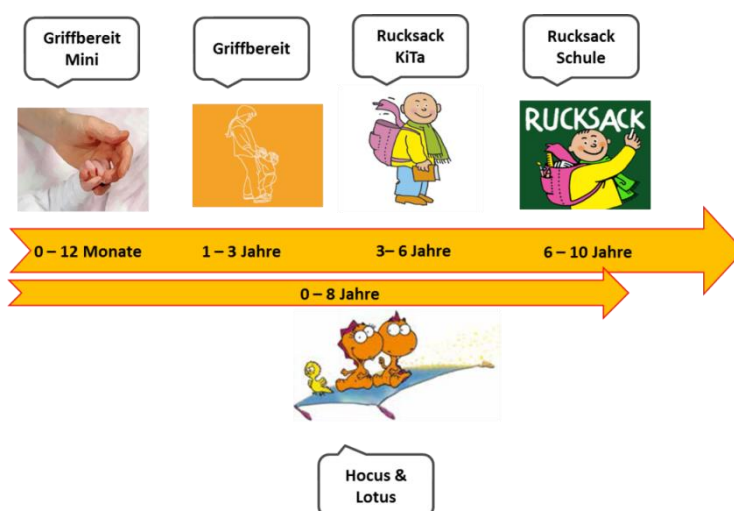 Griffbereit
Mini
Griffbereit
Rucksack
KiTa
Rucksack
Schule
RUCKSACK
0 – 12 Monate
1 – 3 Jahre
3– 6 Jahre
6 – 10 Jahre
0 – 8 Jahre
Hocus &
Lotus